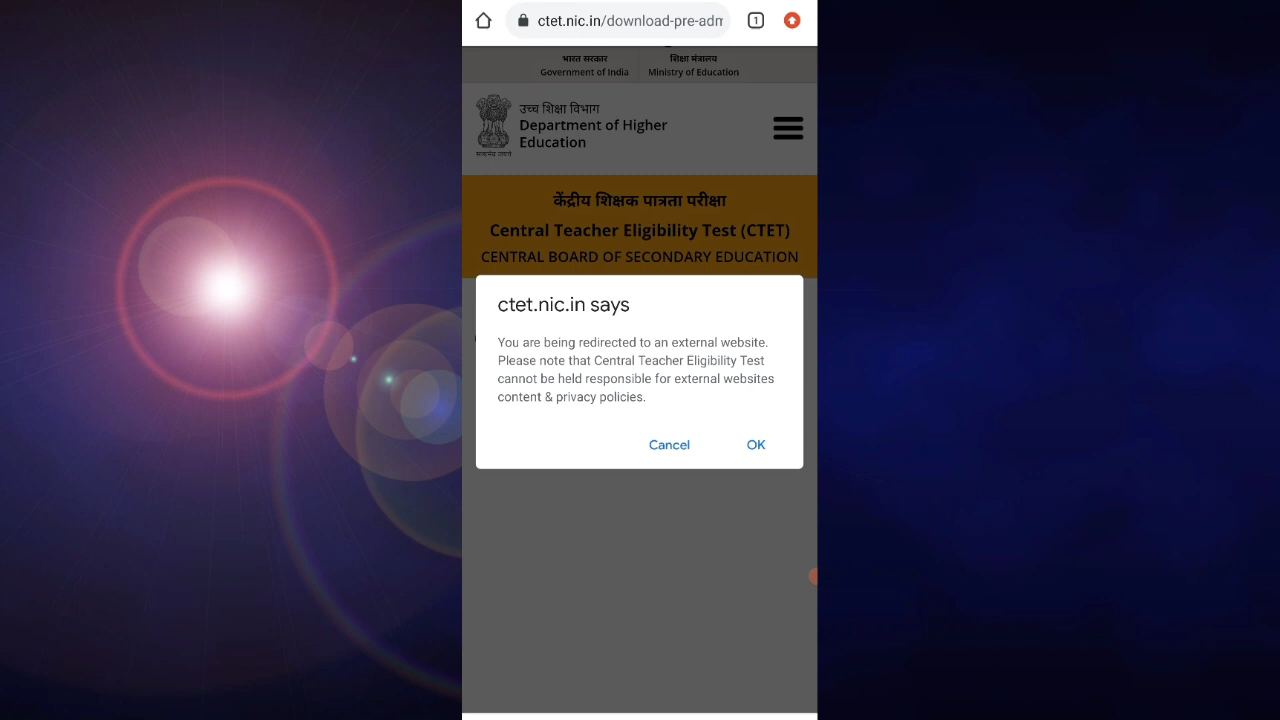 ctet.nic.in/download-pre-adm
1
भारत सरकार
Government of India
शिक्षा मंत्रालय
Ministry of Education
उच्च शिक्षा विभाग
Department of Higher
Education
सत्यमेव जयते
केंद्रीय शिक्षक पात्रता परीक्षा
Central Teacher Eligibility Test (CTET)
CENTRAL BOARD OF SECONDARY EDUCATION
ctet.nic.in says
You are being redirected to an external website.
Please note that Central Teacher Eligibility Test
cannot be held responsible for external websites
content & privacy policies.
Cancel
OK